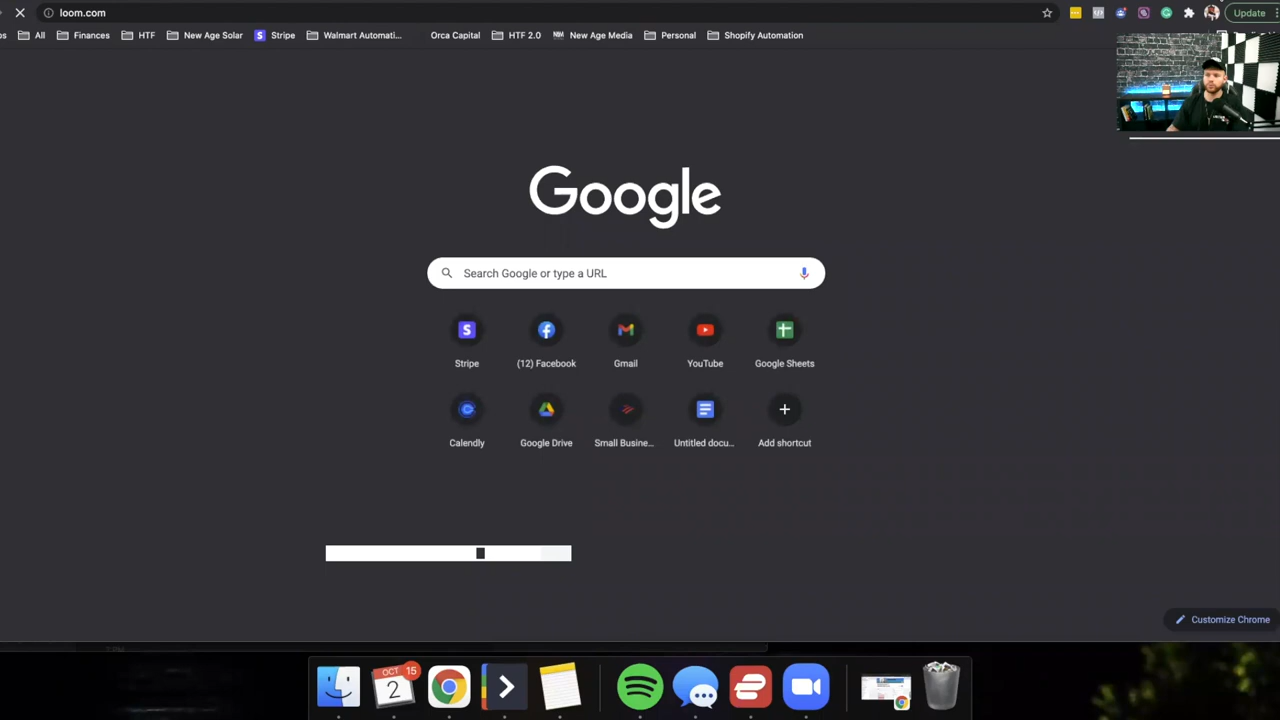 loom.com
Update
All
Finances
HTF
New Age Solar
Stripe
Walmart Automati...
Orca Capital
HTF 2.0
New Age Media
Personal
Shopify Automation
Google
Search Google or type a URL
Stripe
(12) Facebook
Gmail
YouTube
Google Sheets
Calendly
Google Drive
Small Busine...
Untitled docu...
Add shortcut
Customize Chrome
OCT
15
2